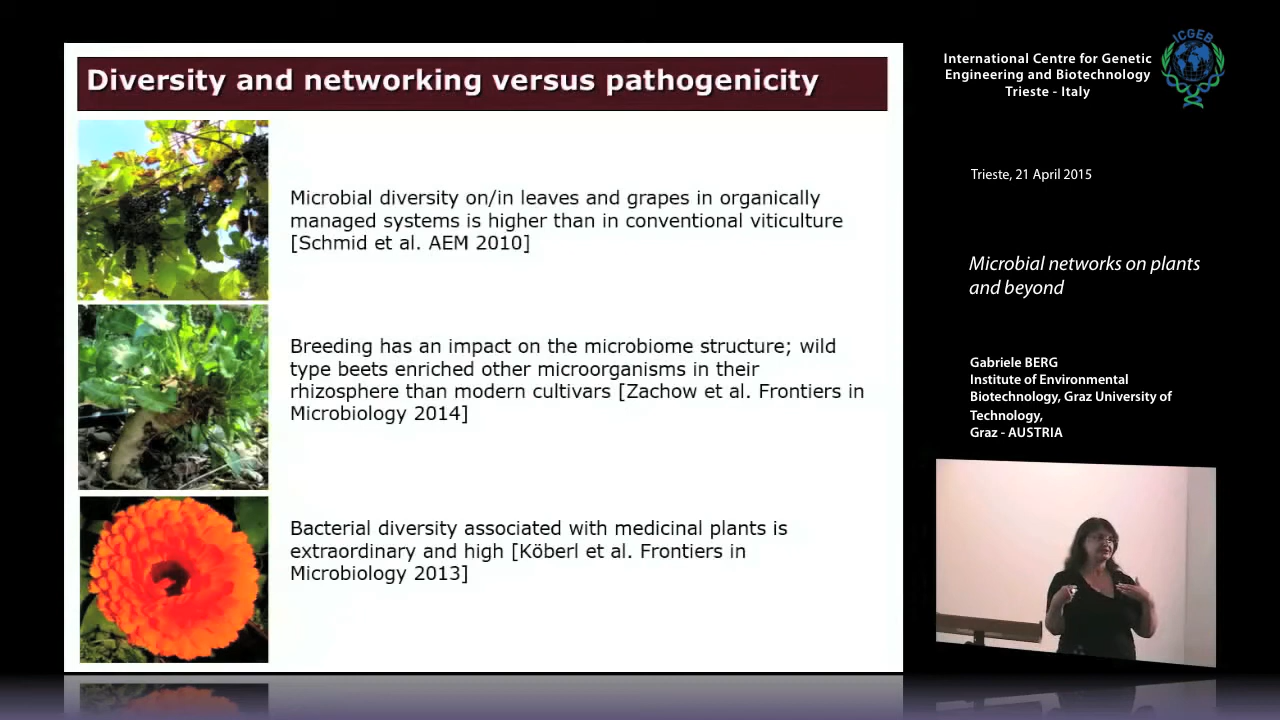 Diversity and networking versus pathogenicity
Microbial diversity on/in leaves and grapes in organically
managed systems is higher than in conventional viticulture
[Schmid et al. AEM 2010]
Breeding has an impact on the microbiome structure; wild
type beets enriched other microorganisms in their
rhizosphere than modern cultivars [Zachow et al. Frontiers in
Microbiology 2014]
Bacterial diversity associated with medicinal plants is
extraordinary and high [Köberl et al. Frontiers in
Microbiology 2013]
International Centre for Genetic
Engineering and Biotechnology
Trieste - Italy
ICGEB
Trieste, 21 April 2015
Microbial networks on plants
and beyond
Gabriele BERG
Institute of Environmental
Biotechnology, Graz University of
Technology,
Graz - AUSTRIA